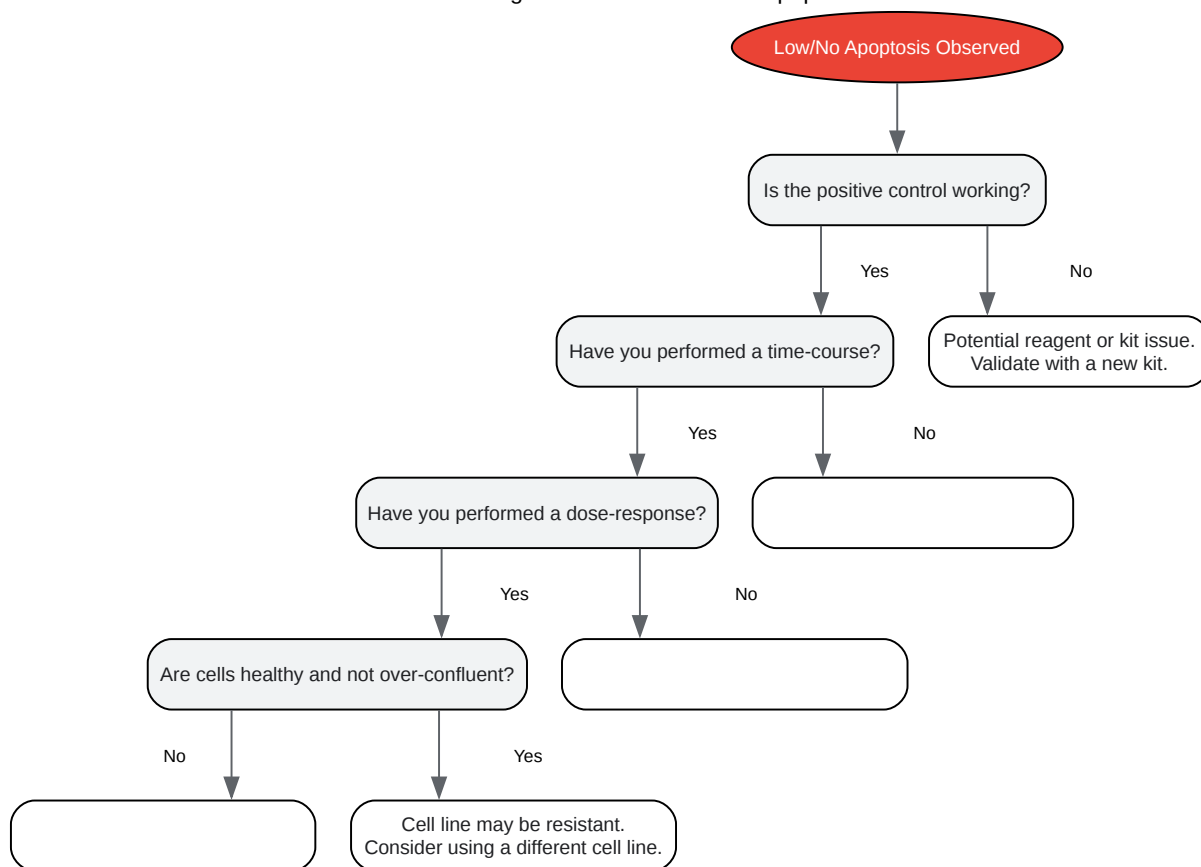 Low/No Apoptosis Observed
Is the positive control working?
Yes
No
Have you performed a time-course?
Potential reagent or kit issue.
Validate with a new kit.
Yes
No
Have you performed a dose-response?
Yes
No
Are cells healthy and not over-confluent?
No
Yes
Cell line may be resistant.
Consider using a different cell line.